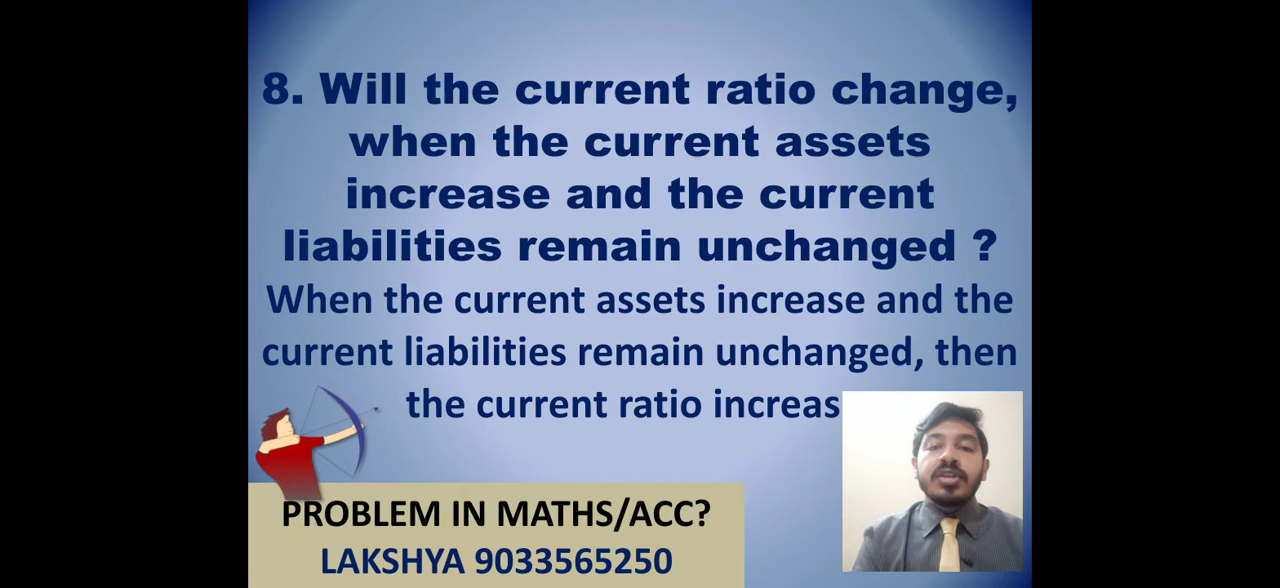 8. Will the current ratio change,
when the current assets
increase and the current
liabilities remain unchanged ?
When the current assets increase and the
current liabilities remain unchanged, then
the current ratio increas
PROBLEM IN MATHS/ACC?
LAKSHYA 9033565250